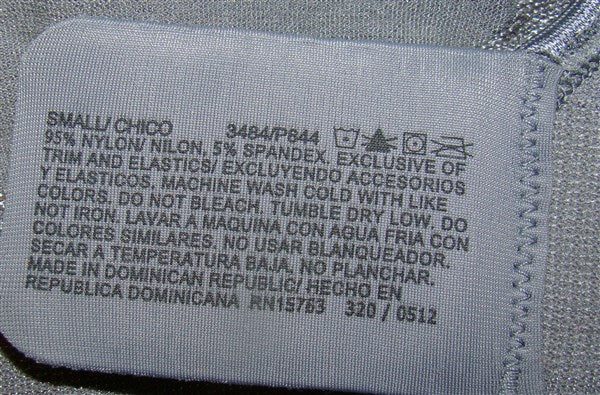 SMALL/ CHICO 3484/P844
95% NYLON/ NILON, 5% SPANDEX, EXCLUSIVE OF
TRIM AND ELASTICS/ EXCLUYENDO ACCESORIOS
Y ELASTICOS, MACHINE WASH COLD WITH LIKE
COLORS. DO NOT BLEACH. TUMBLE DRY LOW. DO
NOT IRON. LAVAR A MAQUINA CON AGUA FRIA CON
COLORES SIMILARES. NO USAR BLANQUEADOR.
SECAR A TEMPERATURA BAJA. NO PLANCHAR.
MADE IN DOMINICAN REPUBLIC/ HECHO EN
REPUBLICA DOMINICANA RN15763 320 / 0512